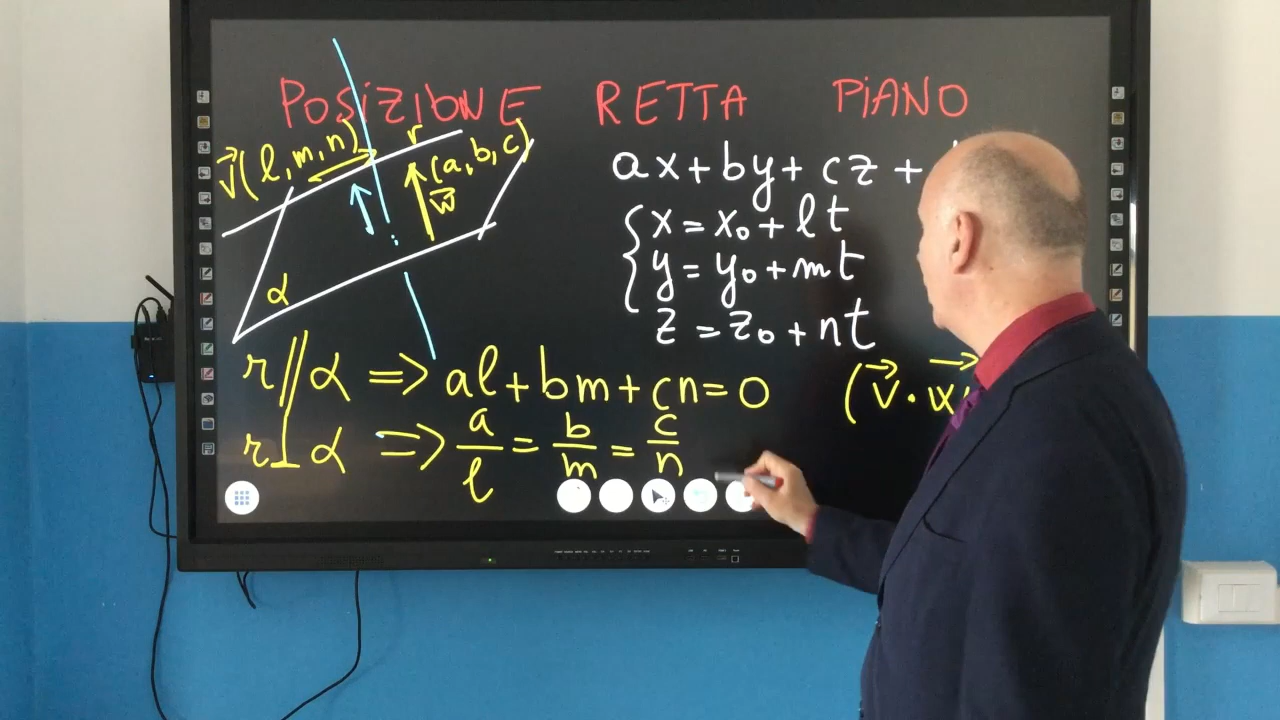 POSIZIONE RETTA PIANO
v⃗(l,m,n)
r
(a,b,c)
w⃗
α
ax+by+cz+
{x=x₀+lt
y=y₀+mt
z=z₀+nt
r//α => al+bm+cn=0 (v⃗·w⃗
r⊥α => a/l = b/m = c/n